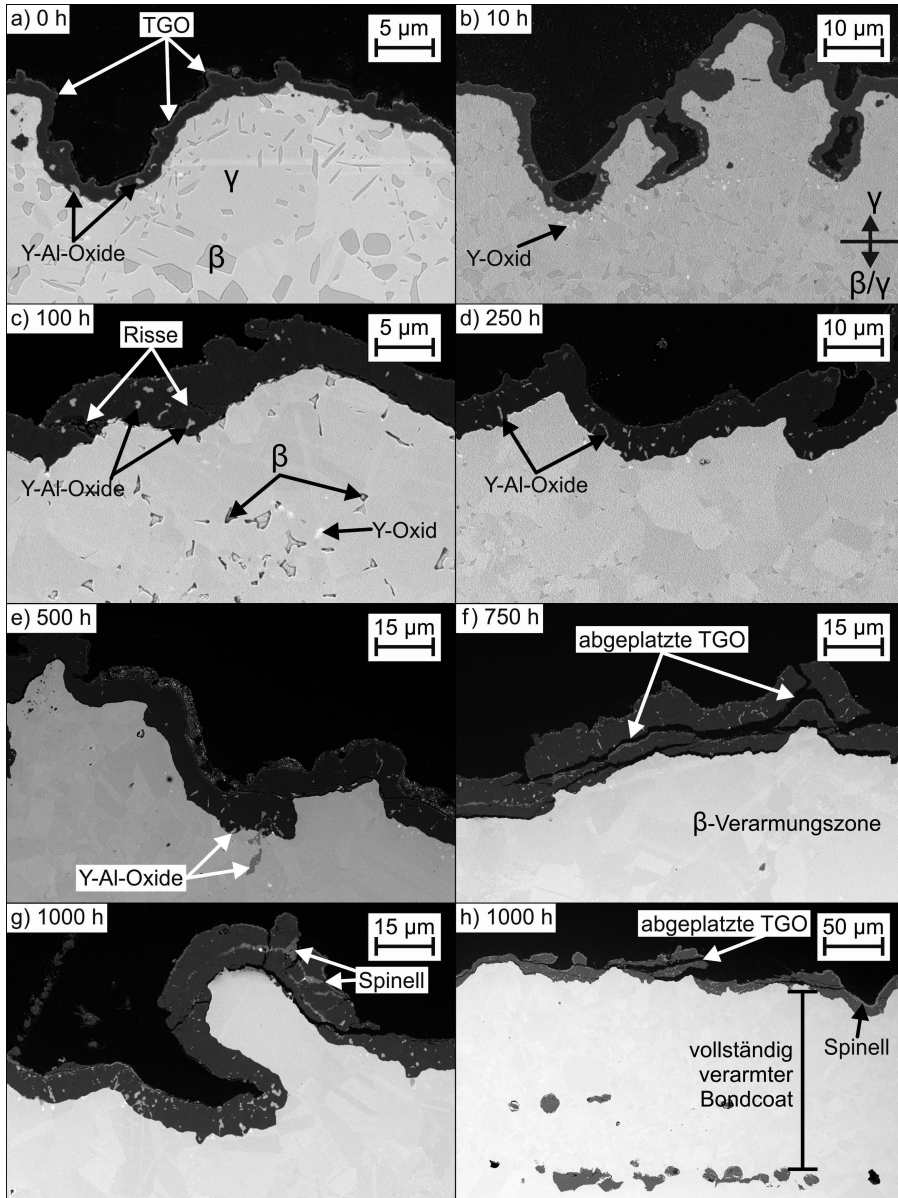 a) 0 h
TGO
5 µm
γ
β
Y-Al-Oxide
b) 10 h
10 µm
Y-Oxid
γ
β/γ
c) 100 h
Risse
5 µm
β
Y-Al-Oxide
Y-Oxid
d) 250 h
10 µm
Y-Al-Oxide
e) 500 h
15 µm
Y-Al-Oxide
f) 750 h
abgeplatzte TGO
15 µm
β-Verarmungszone
g) 1000 h
15 µm
Spinell
h) 1000 h
abgeplatzte TGO
50 µm
vollständig
verarmter
Bondcoat
Spinell